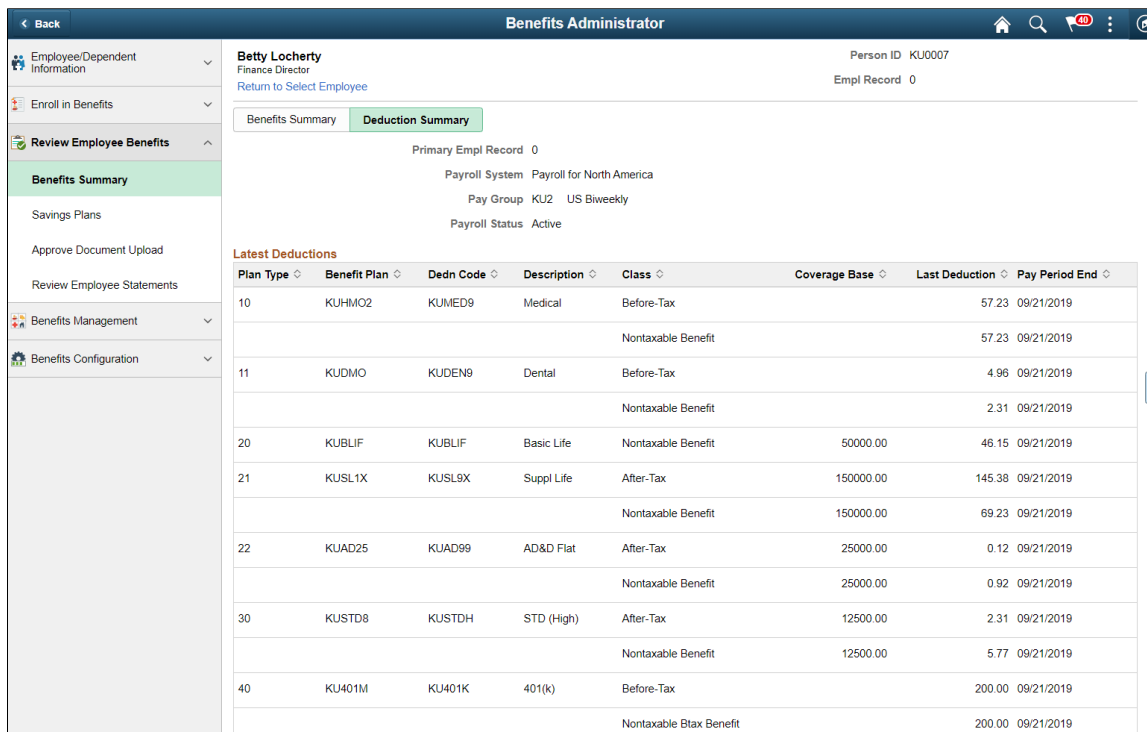 Back
Benefits Administrator
40
Employee/Dependent
Information
Enroll in Benefits
Review Employee Benefits
Benefits Summary
Savings Plans
Approve Document Upload
Review Employee Statements
Benefits Management
Benefits Configuration
Betty Locherty
Person ID KU0007
Finance Director
Empl Record 0
Return to Select Employee
Benefits Summary Deduction Summary
Primary Empl Record 0
Payroll System Payroll for North America
Pay Group KU2 US Biweekly
Payroll Status Active
Latest Deductions
Plan Type Benefit Plan Dedn Code Description Class Coverage Base Last Deduction Pay Period End
10 KUHMO2 KUMED9 Medical Before-Tax 57.23 09/21/2019
Nontaxable Benefit 57.23 09/21/2019
11 KUDMO KUDEN9 Dental Before-Tax 4.96 09/21/2019
Nontaxable Benefit 2.31 09/21/2019
20 KUBLIF KUBLIF Basic Life Nontaxable Benefit 50000.00 46.15 09/21/2019
21 KUSL1X KUSL9X Suppl Life After-Tax 150000.00 145.38 09/21/2019
Nontaxable Benefit 150000.00 69.23 09/21/2019
22 KUAD25 KUAD99 AD&D Flat After-Tax 25000.00 0.12 09/21/2019
Nontaxable Benefit 25000.00 0.92 09/21/2019
30 KUSTD8 KUSTDH STD (High) After-Tax 12500.00 2.31 09/21/2019
Nontaxable Benefit 12500.00 5.77 09/21/2019
40 KU401M KU401K 401(k) Before-Tax 200.00 09/21/2019
Nontaxable Btax Benefit 200.00 09/21/2019